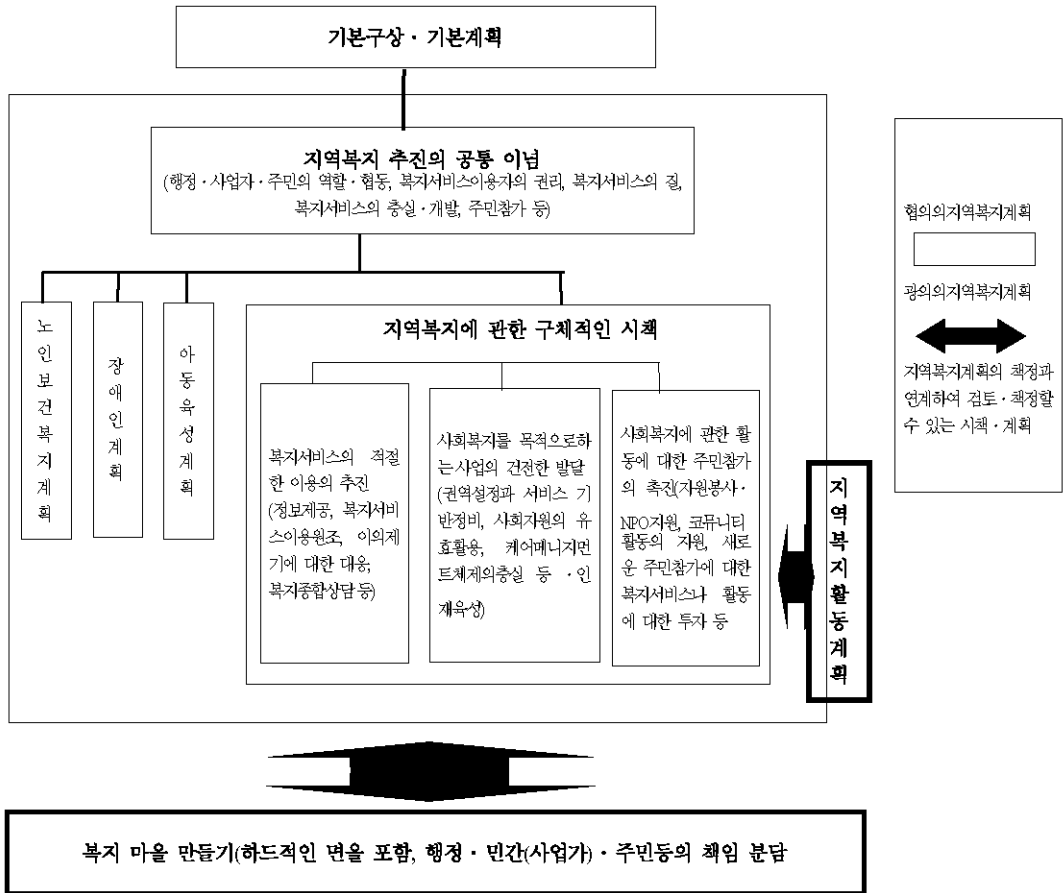 기본구상 · 기본계획
지역복지 추진의 공통 이념
(행정 · 사업자 · 주민의 역할 · 협동, 복지서비스이용자의 권리, 복지서비스의 질,
복지서비스의 충실 · 개발, 주민참가 등)
노인보건복지계획
장애인계획
아동육성계획
지역복지에 관한 구체적인 시책
복지서비스의 적절
한 이용의 추진
(정보제공, 복지서비
스이용원조, 이의제
기에 대한 대응,
복지종합상담 등)
사회복지를 목적으로하
는사업의 건전한 발달
(권역설정과 서비스 기
반정비, 사회자원의 유
효활용, 케어메니지먼
트체제의충실 등 · 인
재육성)
사회복지에 관한 활
동에 대한 주민참가
의 촉진(자원봉사 ·
NPO지원, 코뮤니티
활동의 지원, 새로
운 주민참가에 대한
복지서비스나 활동
에 대한 투자 등
지역복지활동계획
협의의지역복지계획
광의의지역복지계획
지역복지계획의 책정과
연계하여 검토 · 책정할
수 있는 시책 · 계획
복지 마을 만들기(하드적인 면을 포함, 행정 · 민간(사업가) · 주민등의 책임 분담